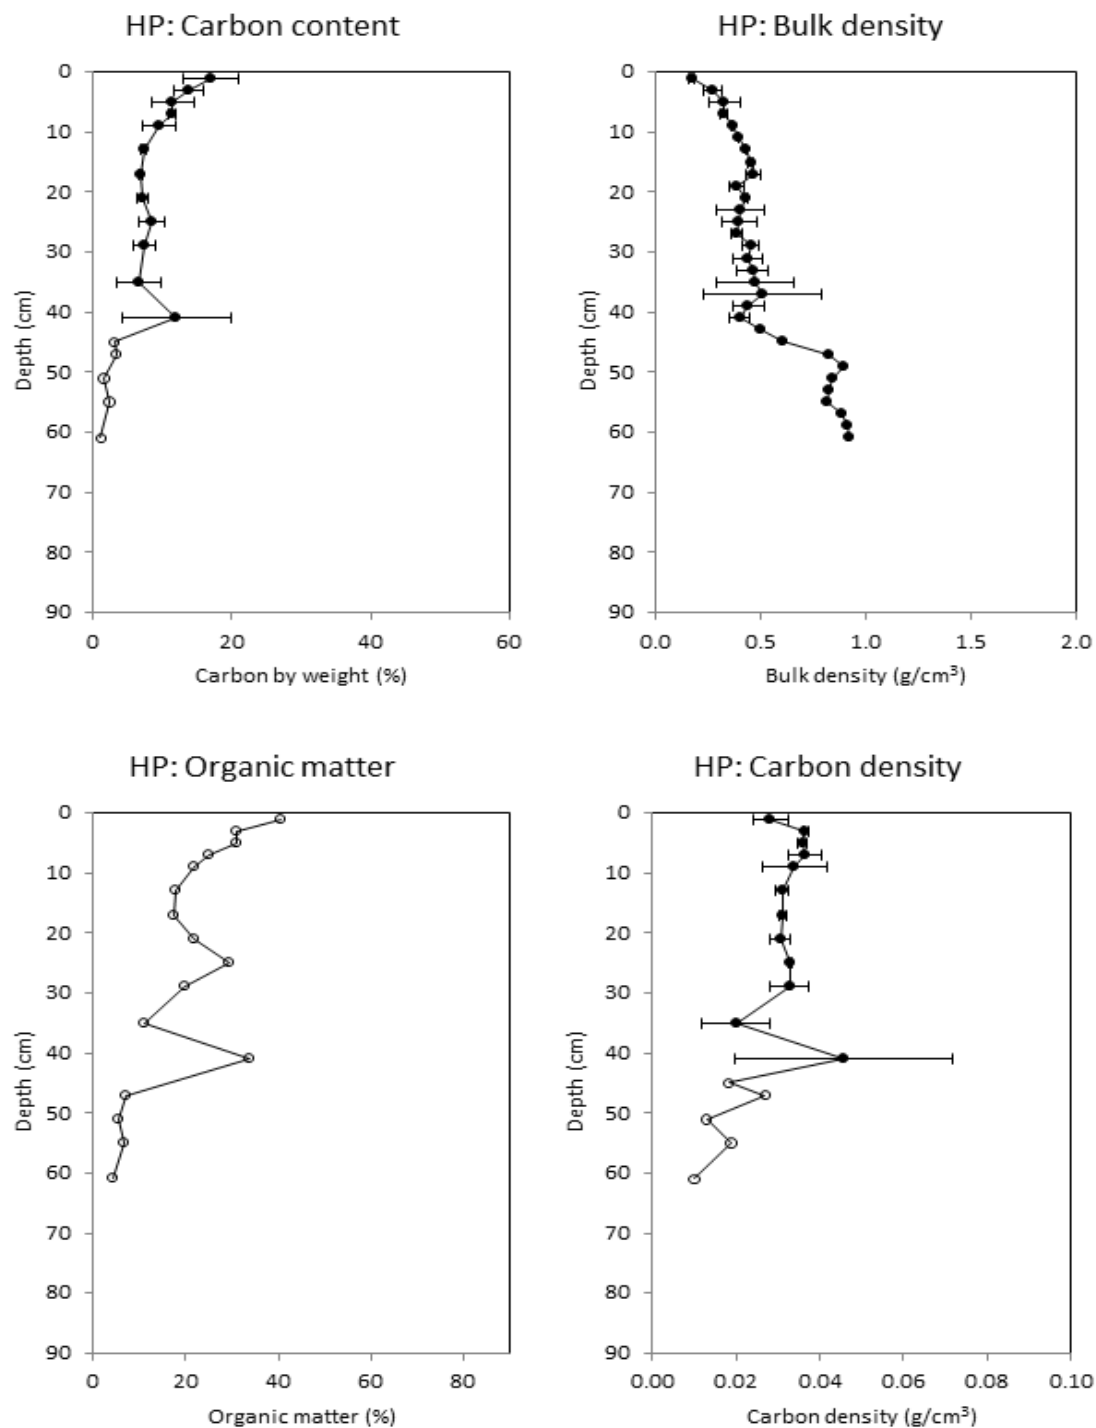 HP: Carbon content
0
10
20
30
40
50
60
70
80
90
Depth (cm)
0 20 40 60
Carbon by weight (%)
HP: Bulk density
0
10
20
30
40
50
60
70
80
90
Depth (cm)
0.0 0.5 1.0 1.5 2.0
Bulk density (g/cm³)
HP: Organic matter
0
10
20
30
40
50
60
70
80
90
Depth (cm)
0 20 40 60 80
Organic matter (%)
HP: Carbon density
0
10
20
30
40
50
60
70
80
90
Depth (cm)
0.00 0.02 0.04 0.06 0.08 0.10
Carbon density (g/cm³)